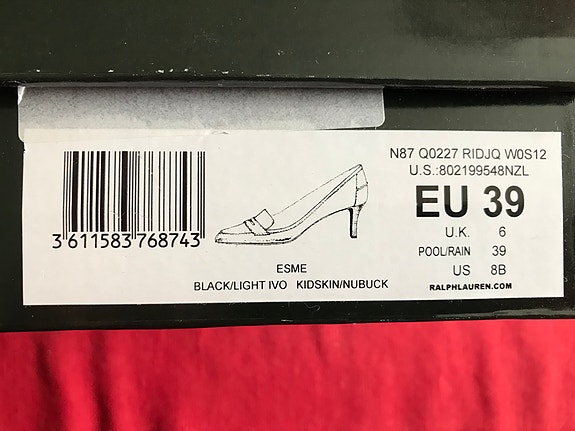 N87 Q0227 RIDJQ W0S12
U.S.:802199548NZL
EU 39
U.K. 6
POOL/RAIN 39
US 8B
RALPHLAUREN.COM
3 611583 768743
ESME
BLACK/LIGHT IVO KIDSKIN/NUBUCK